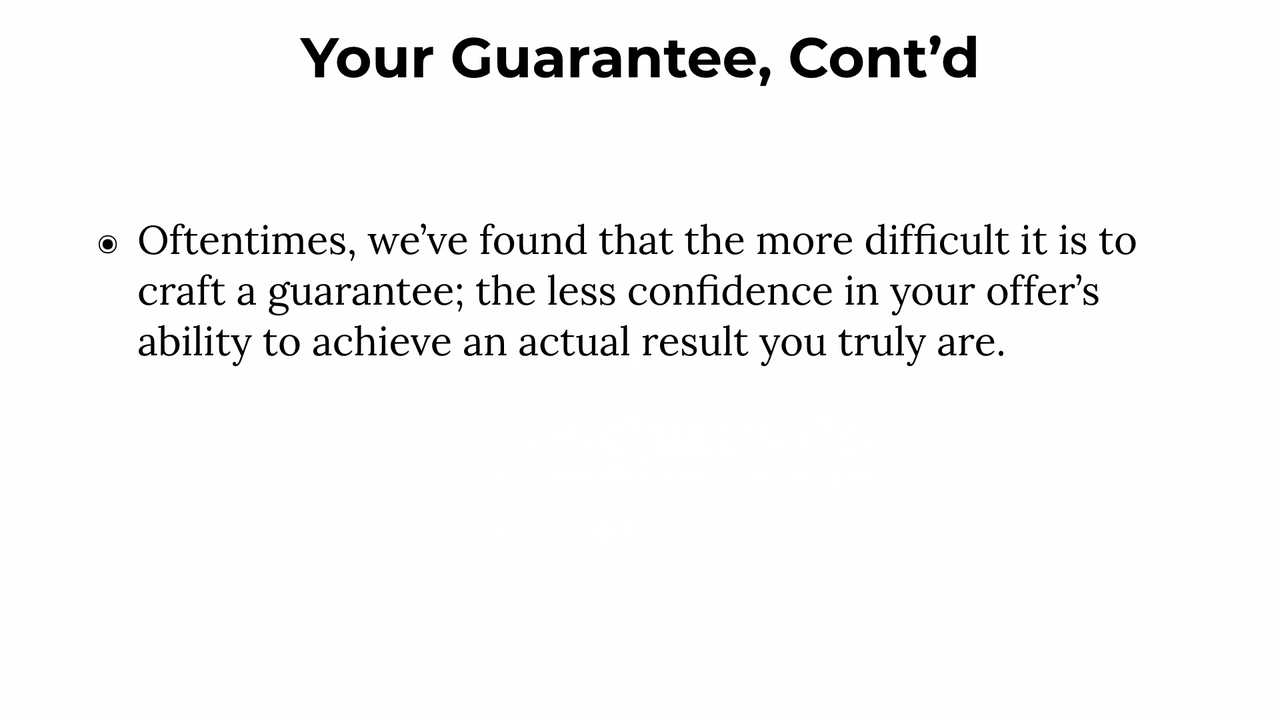 Your Guarantee, Cont’d
◉ Oftentimes, we’ve found that the more difficult it is to
craft a guarantee; the less confidence in your offer’s
ability to achieve an actual result you truly are.